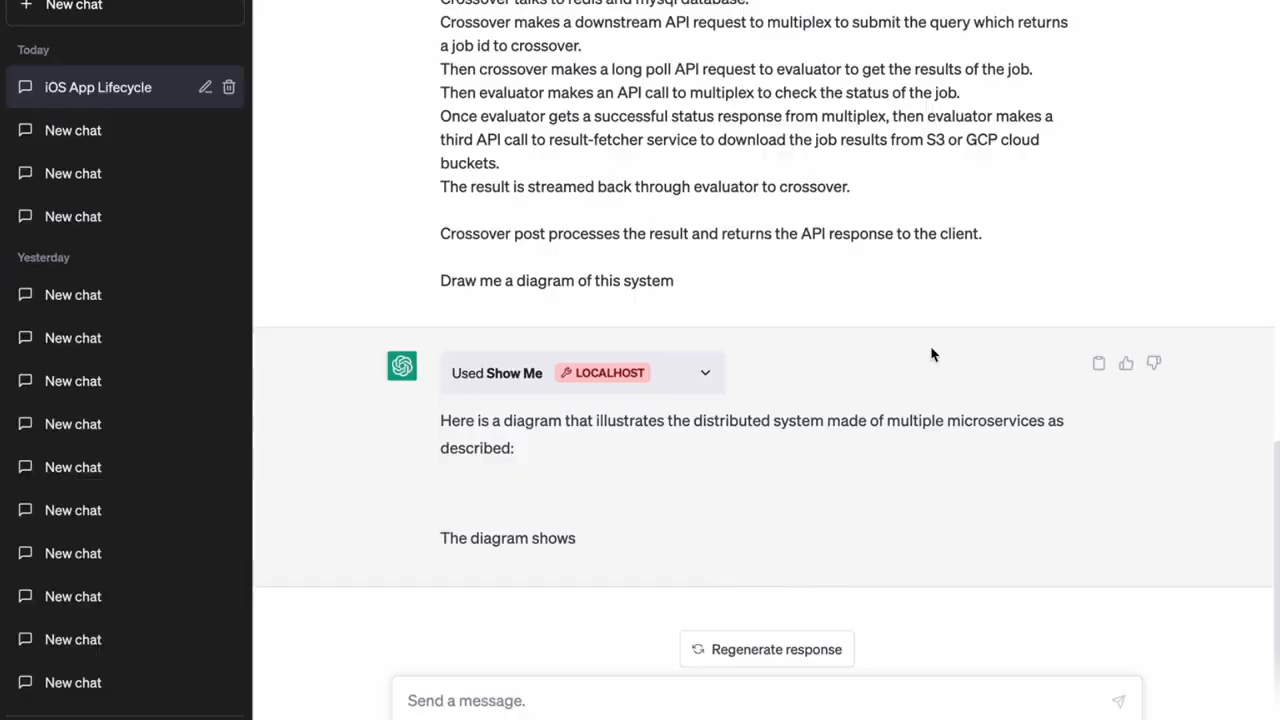 New chat
Today
iOS App Lifecycle
New chat
New chat
New chat
Yesterday
New chat
New chat
New chat
New chat
New chat
New chat
New chat
New chat
New chat
New chat
Crossover talks to redis and mysql database.
Crossover makes a downstream API request to multiplex to submit the query which returns
a job id to crossover.
Then crossover makes a long poll API request to evaluator to get the results of the job.
Then evaluator makes an API call to multiplex to check the status of the job.
Once evaluator gets a successful status response from multiplex, then evaluator makes a
third API call to result-fetcher service to download the job results from S3 or GCP cloud
buckets.
The result is streamed back through evaluator to crossover.
Crossover post processes the result and returns the API response to the client.
Draw me a diagram of this system
Used Show Me LOCALHOST
Here is a diagram that illustrates the distributed system made of multiple microservices as
described:
The diagram shows
Regenerate response
Send a message.